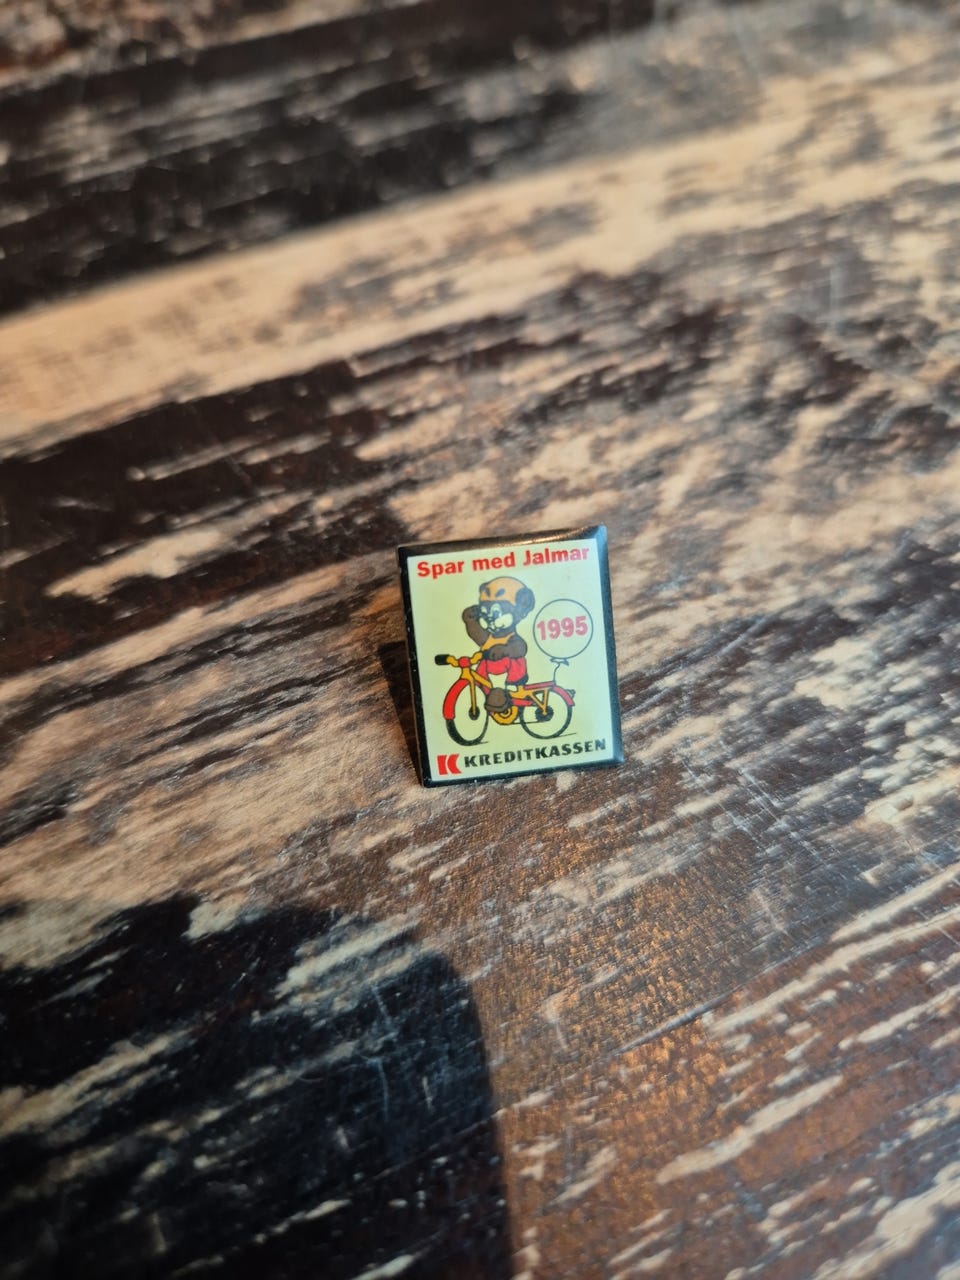 Spar med Jalmar
1995
KREDITKASSEN